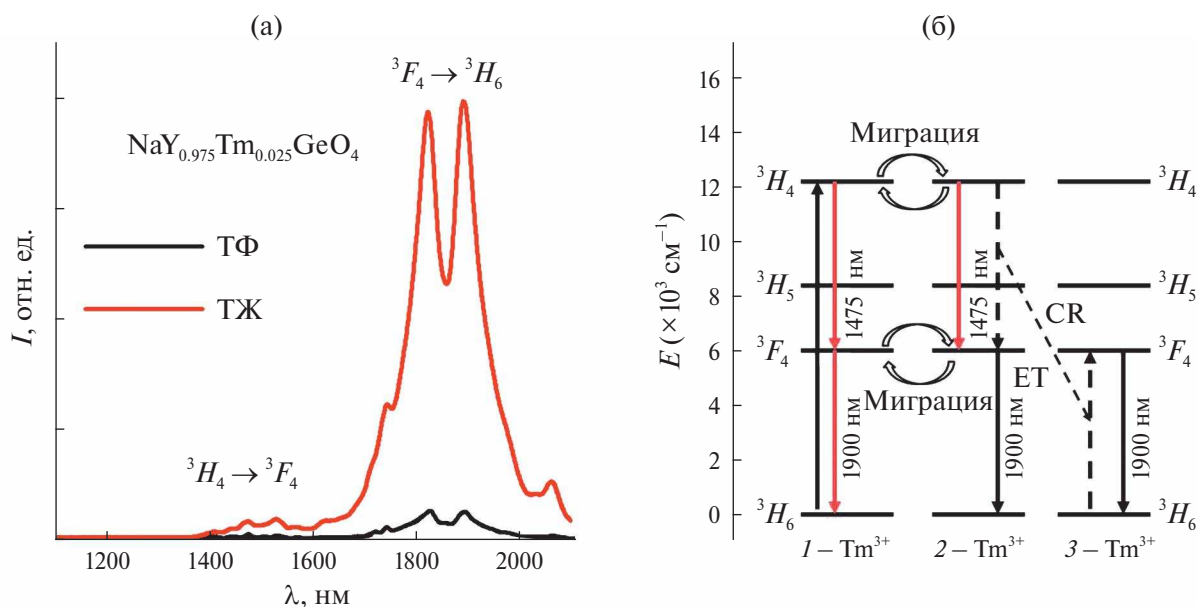 (а)
³F₄ → ³H₆
NaY₀.₉₇₅Tm₀.₀₂₅GeO₄
ТФ
ТЖ
³H₄ → ³F₄
I, отн. ед.
1200 1400 1600 1800 2000
λ, нм
(б)
16
14
12
10
8
6
4
2
0
E (×10³ см⁻¹)
Миграция
³H₄ ³H₄
³H₅ ³H₅
³F₄ ³F₄
³H₆ ³H₆
1475 нм
1475 нм
CR
ET
Миграция
1900 нм
1900 нм
1900 нм
1 – Tm³⁺ 2 – Tm³⁺ 3 – Tm³⁺